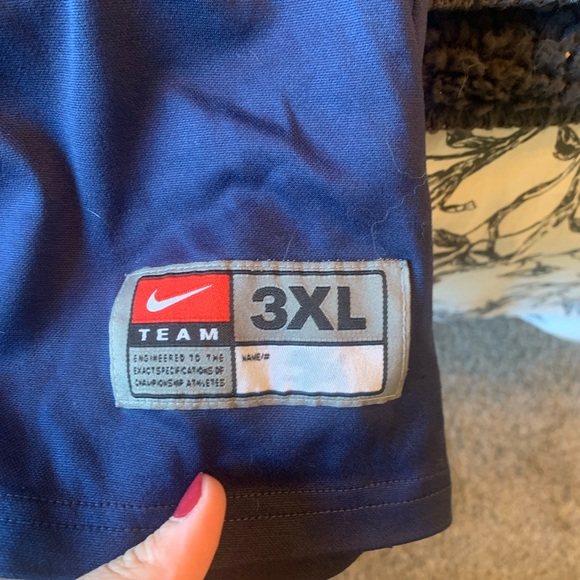 TEAM
3XL
ENGINEERED TO THE
EXACT SPECIFICATIONS OF
CHAMPIONSHIP ATHLETES
NAME/#